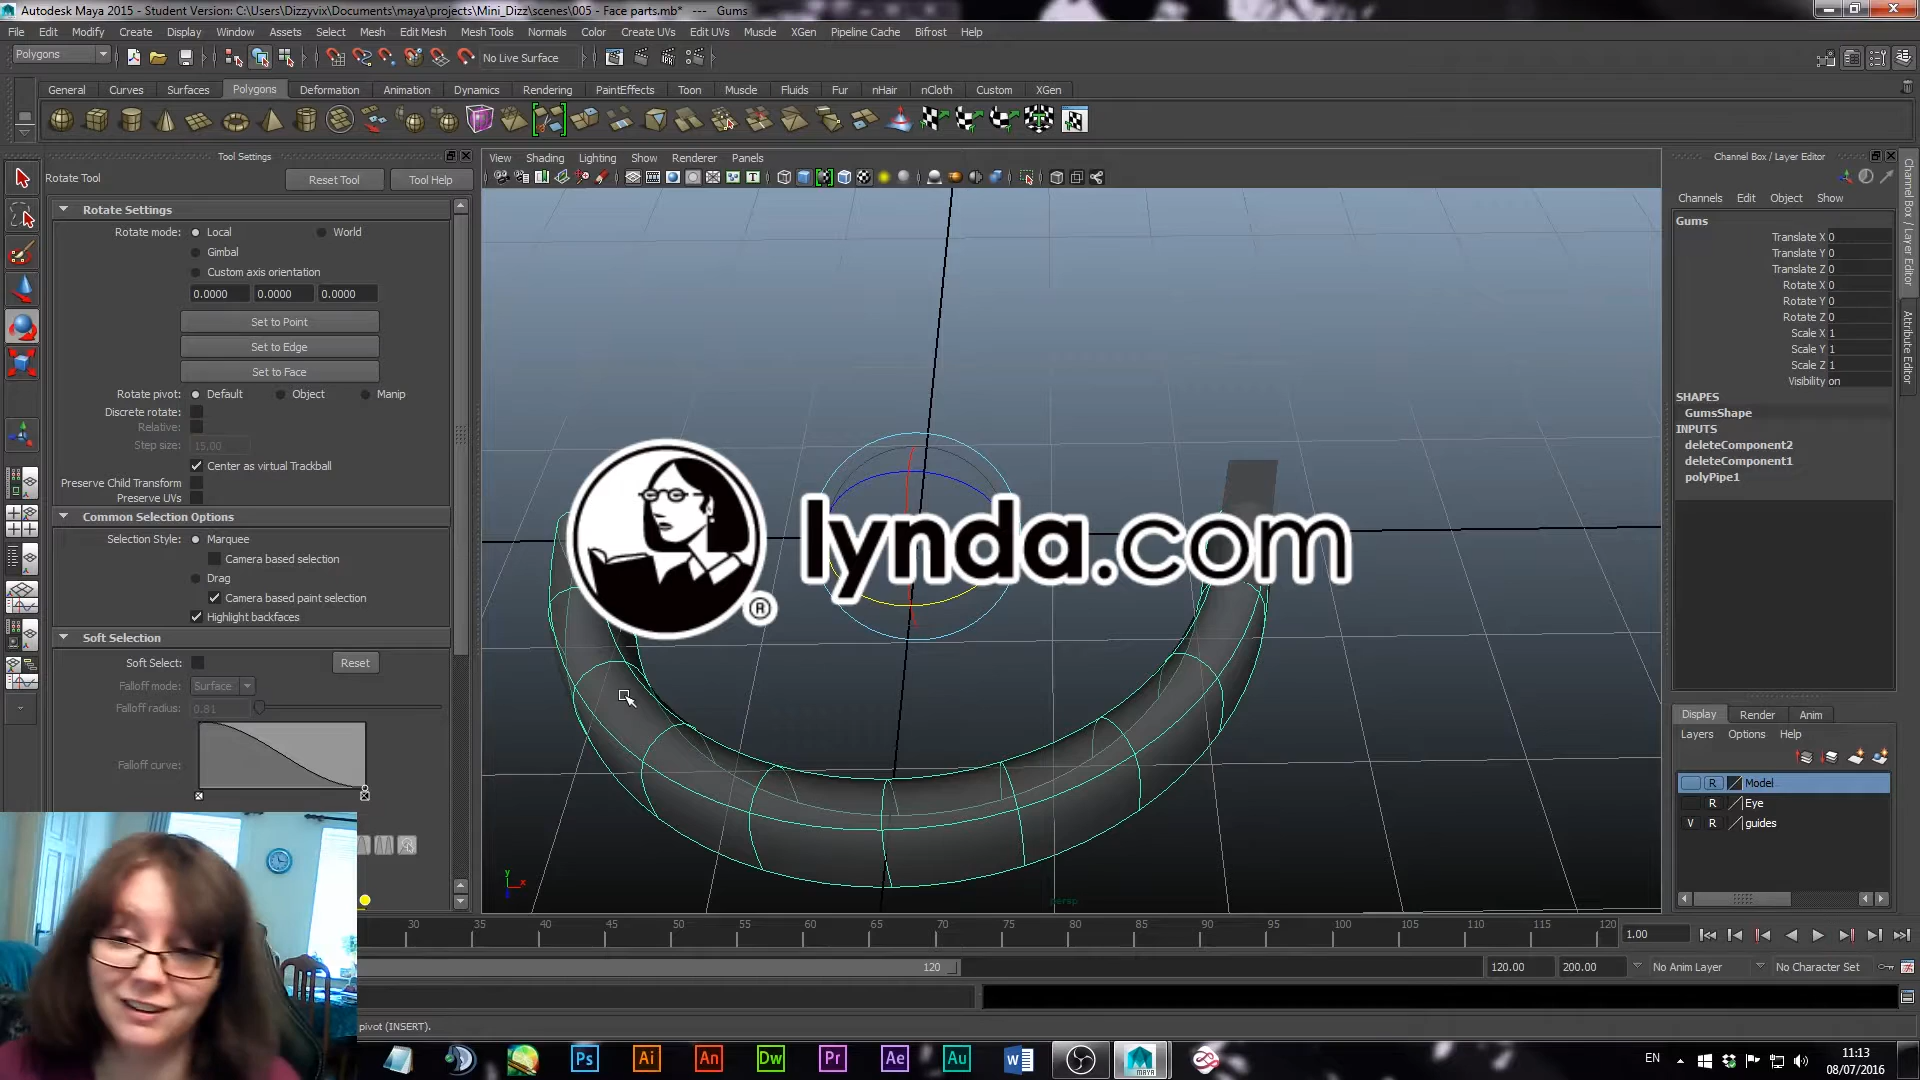 Autodesk Maya 2015 - Student Version: C:\Users\Dizzyvix\Documents\maya\projects\Mini_Dizz\scenes\005 - Face parts.mb* --- Gums
File Edit Modify Create Display Window Assets Select Mesh Edit Mesh Mesh Tools Normals Color Create UVs Edit UVs Muscle XGen Pipeline Cache Bifrost Help
Polygons No Live Surface
General Curves Surfaces Polygons Deformation Animation Dynamics Rendering PaintEffects Toon Muscle Fluids Fur nHair nCloth Custom XGen
Tool Settings
Rotate Tool Reset Tool Tool Help
Rotate Settings
Rotate mode: Local World
Gimbal
Custom axis orientation
0.0000 0.0000 0.0000
Set to Point
Set to Edge
Set to Face
Rotate pivot: Default Object Manip
Discrete rotate:
Relative:
Step size: 15.00
Center as virtual Trackball
Preserve Child Transform
Preserve UVs
Common Selection Options
Selection Style: Marquee
Camera based selection
Drag
Camera based paint selection
Highlight backfaces
Soft Selection
Soft Select: Reset
Falloff mode: Surface
Falloff radius: 0.81
Falloff curve:
View Shading Lighting Show Renderer Panels
lynda.com
®
persp
y
x
Channel Box / Layer Editor
Channels Edit Object Show
Gums
Translate X 0
Translate Y 0
Translate Z 0
Rotate X 0
Rotate Y 0
Rotate Z 0
Scale X 1
Scale Y 1
Scale Z 1
Visibility on
SHAPES
GumsShape
INPUTS
deleteComponent2
deleteComponent1
polyPipe1
Channel Box / Layer Editor
Attribute Editor
Display Render Anim
Layers Options Help
R Model
R Eye
V R guides
30 35 40 45 50 55 60 65 70 75 80 85 90 95 100 105 110 115 120
1.00
120 120.00 200.00 No Anim Layer No Character Set
pivot (INSERT).
Ps Ai An Dw Pr Ae Au W MAYA
EN
11:13
08/07/2016